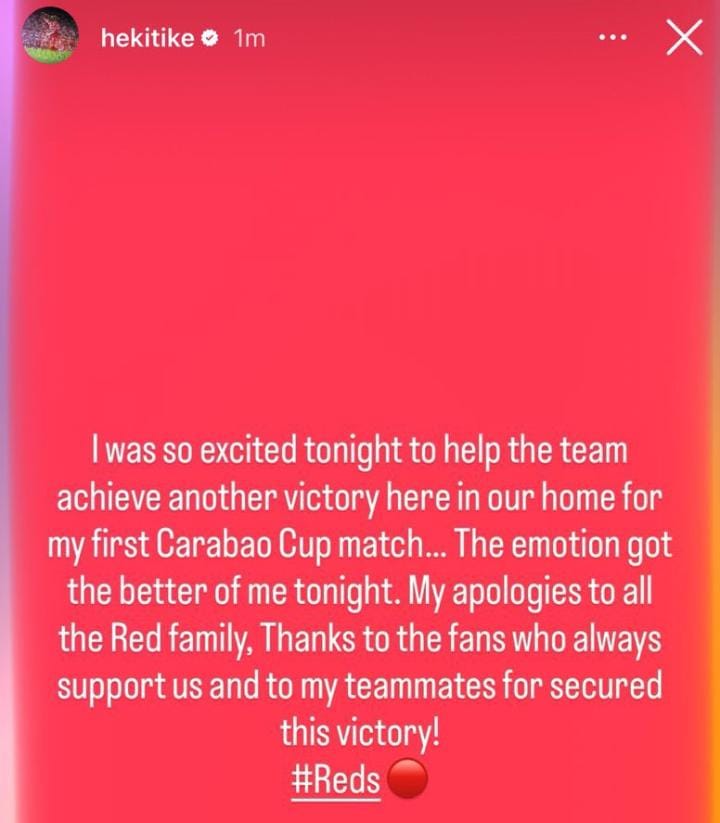 hekitike 1m
I was so excited tonight to help the team
achieve another victory here in our home for
my first Carabao Cup match... The emotion got
the better of me tonight. My apologies to all
the Red family, Thanks to the fans who always
support us and to my teammates for secured
this victory!
#Reds 🔴